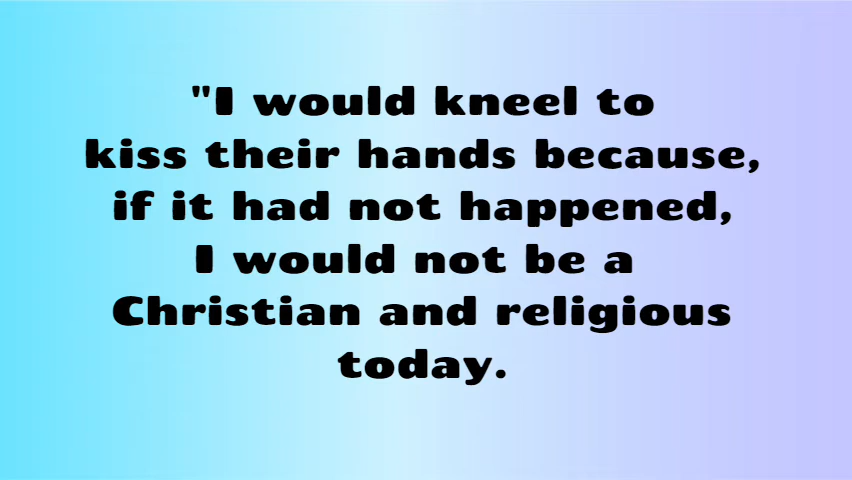 "I would kneel to
kiss their hands because,
if it had not happened,
I would not be a
Christian and religious
today.